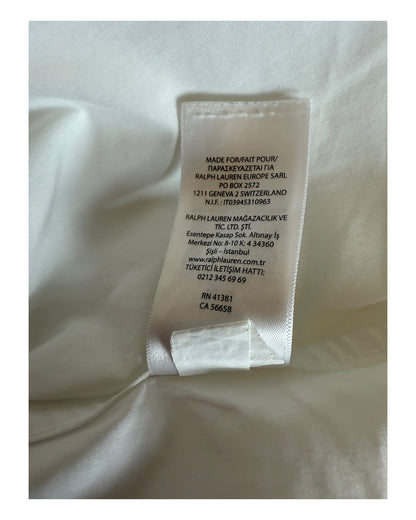 MADE FOR/FAIT POUR/
ΠΑΡΑΣΚΕΥΑΖΕΤΑΙ ΓΙΑ
RALPH LAUREN EUROPE SARL
PO BOX 2572
1211 GENEVA 2 SWITZERLAND
N.I.F.: IT03945310963
RALPH LAUREN MAĞAZACILIK VE
TİC. LTD. ŞTİ.
Esentepe Kasap Sok. Altınay İş
Merkezi No: 8-10 K: 4 34360
Şişli - İstanbul
www.ralphlauren.com.tr
TÜKETİCİ İLETİŞİM HATTI:
0212 345 69 69
RN 41381
CA 56658